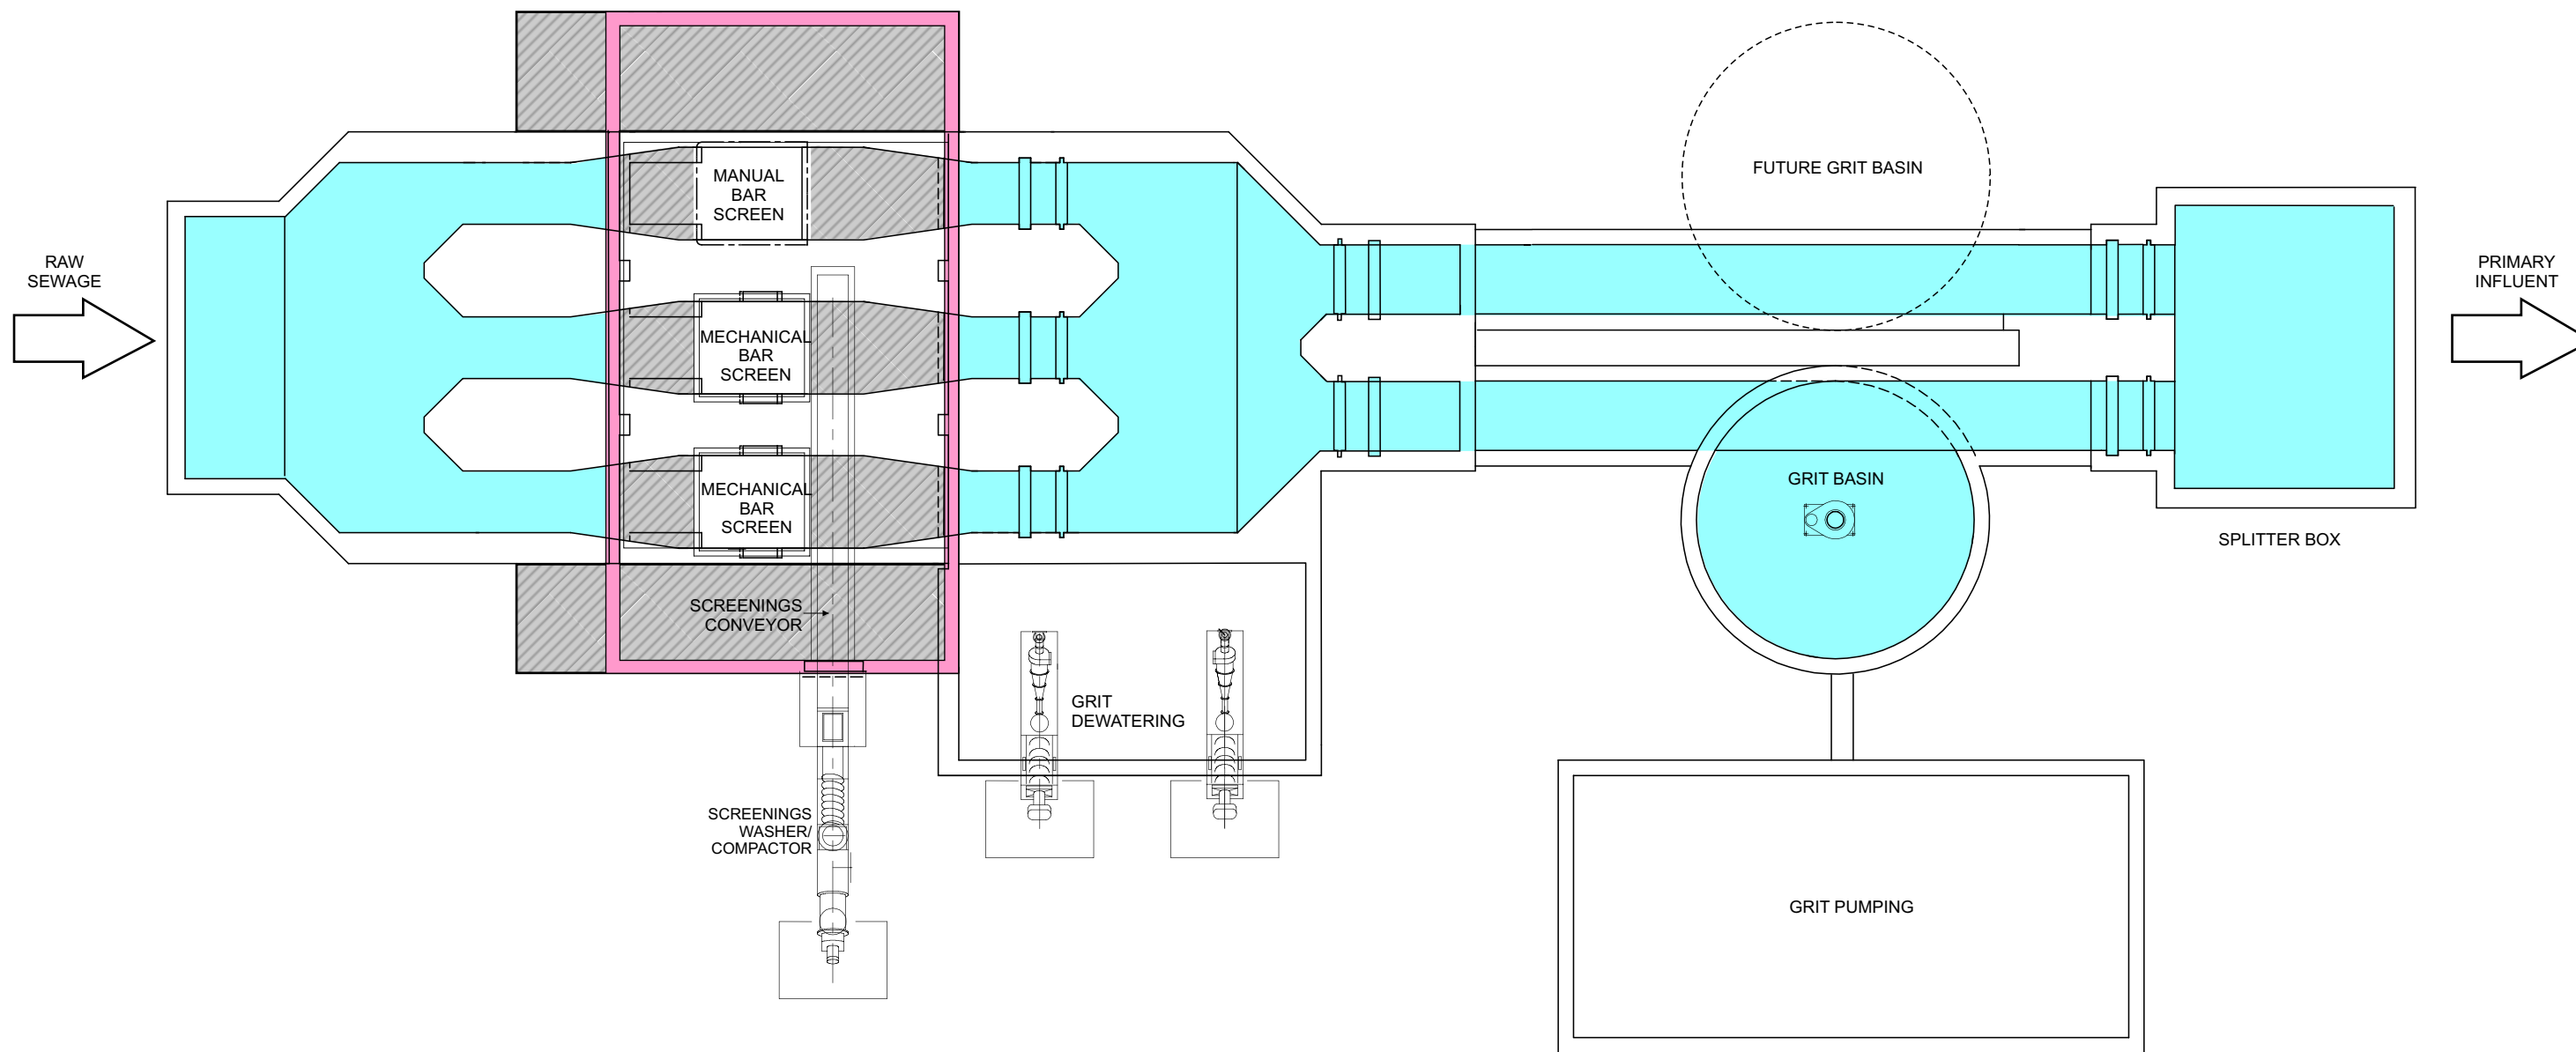 RAW
SEWAGE
MANUAL
BAR
SCREEN
MECHANICAL
BAR
SCREEN
MECHANICAL
BAR
SCREEN
SCREENINGS
CONVEYOR
SCREENINGS
WASHER/
COMPACTOR
GRIT
DEWATERING
FUTURE GRIT BASIN
GRIT BASIN
GRIT PUMPING
SPLITTER BOX
PRIMARY
INFLUENT